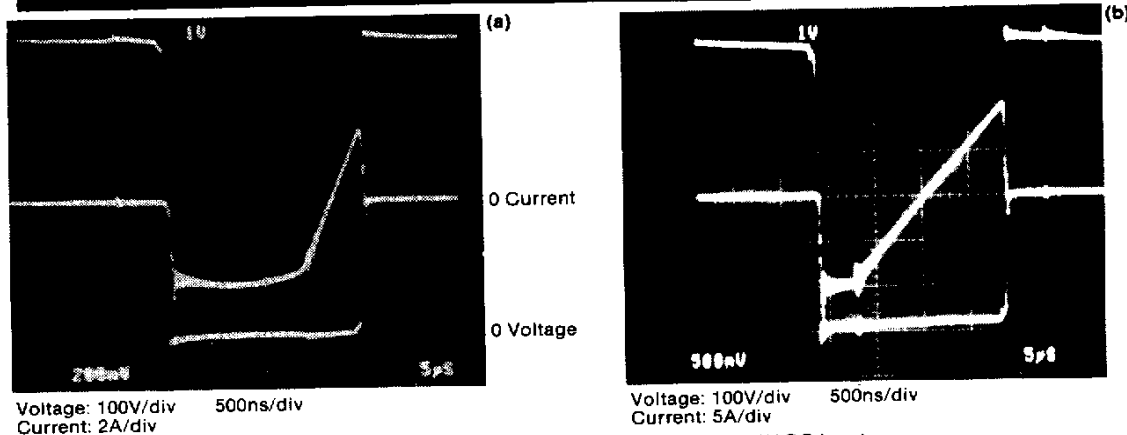 (a)
1V
0 Current
0 Voltage
200mV 5µS
Voltage: 100V/div 500ns/div
Current: 2A/div
(b)
1V
500mV 5µS
Voltage: 100V/div 500ns/div
Current: 5A/div